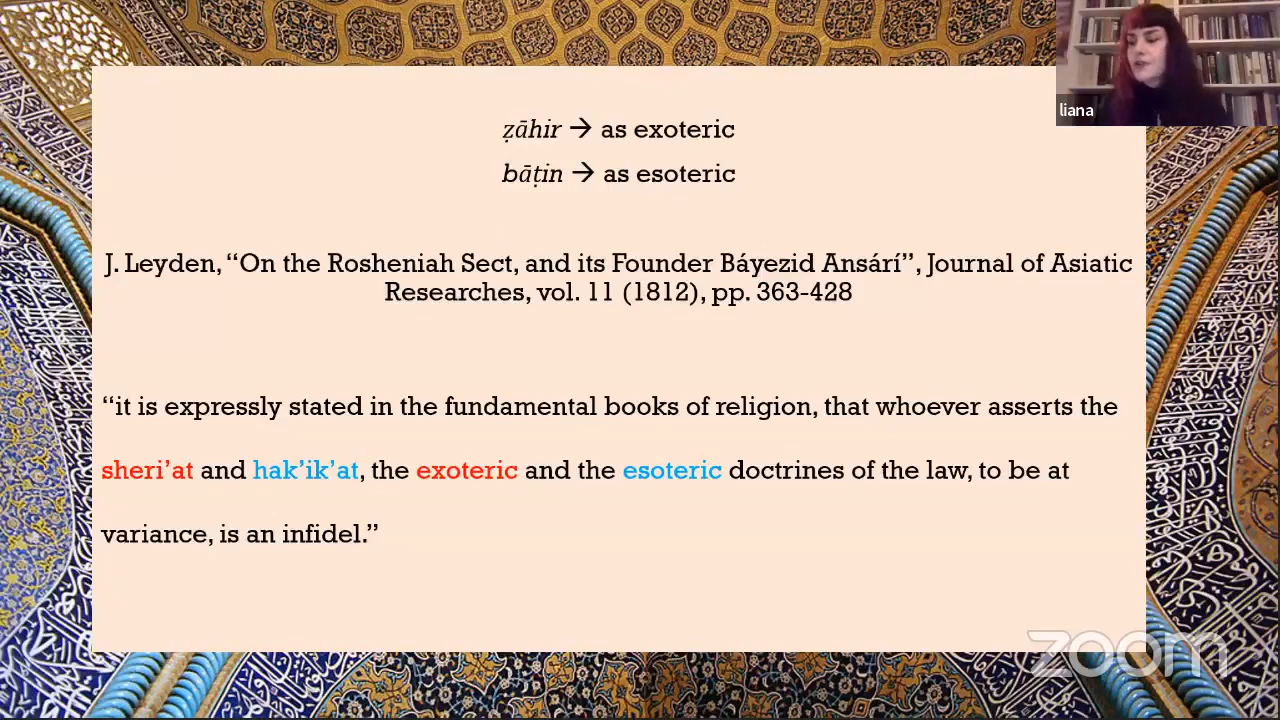 liana
ẓāhir → as exoteric
bāṭin → as esoteric
J. Leyden, “On the Rosheniah Sect, and its Founder Báyezid Ansárí”, Journal of Asiatic
Researches, vol. 11 (1812), pp. 363-428
“it is expressly stated in the fundamental books of religion, that whoever asserts the
sheri’at and hak’ik’at, the exoteric and the esoteric doctrines of the law, to be at
variance, is an infidel.”
zoom